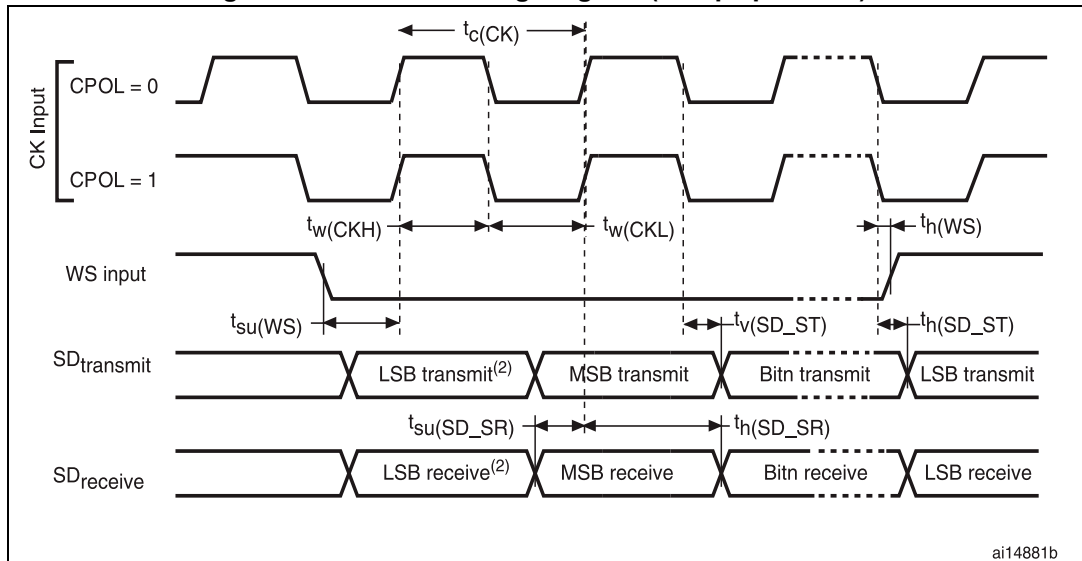 tc(CK)
CK Input
CPOL = 0
CPOL = 1
tw(CKH)
tw(CKL)
th(WS)
WS input
tsu(WS)
tv(SD_ST)
th(SD_ST)
SDtransmit
LSB transmit(2)
MSB transmit
Bitn transmit
LSB transmit
tsu(SD_SR)
th(SD_SR)
SDreceive
LSB receive(2)
MSB receive
Bitn receive
LSB receive
ai14881b